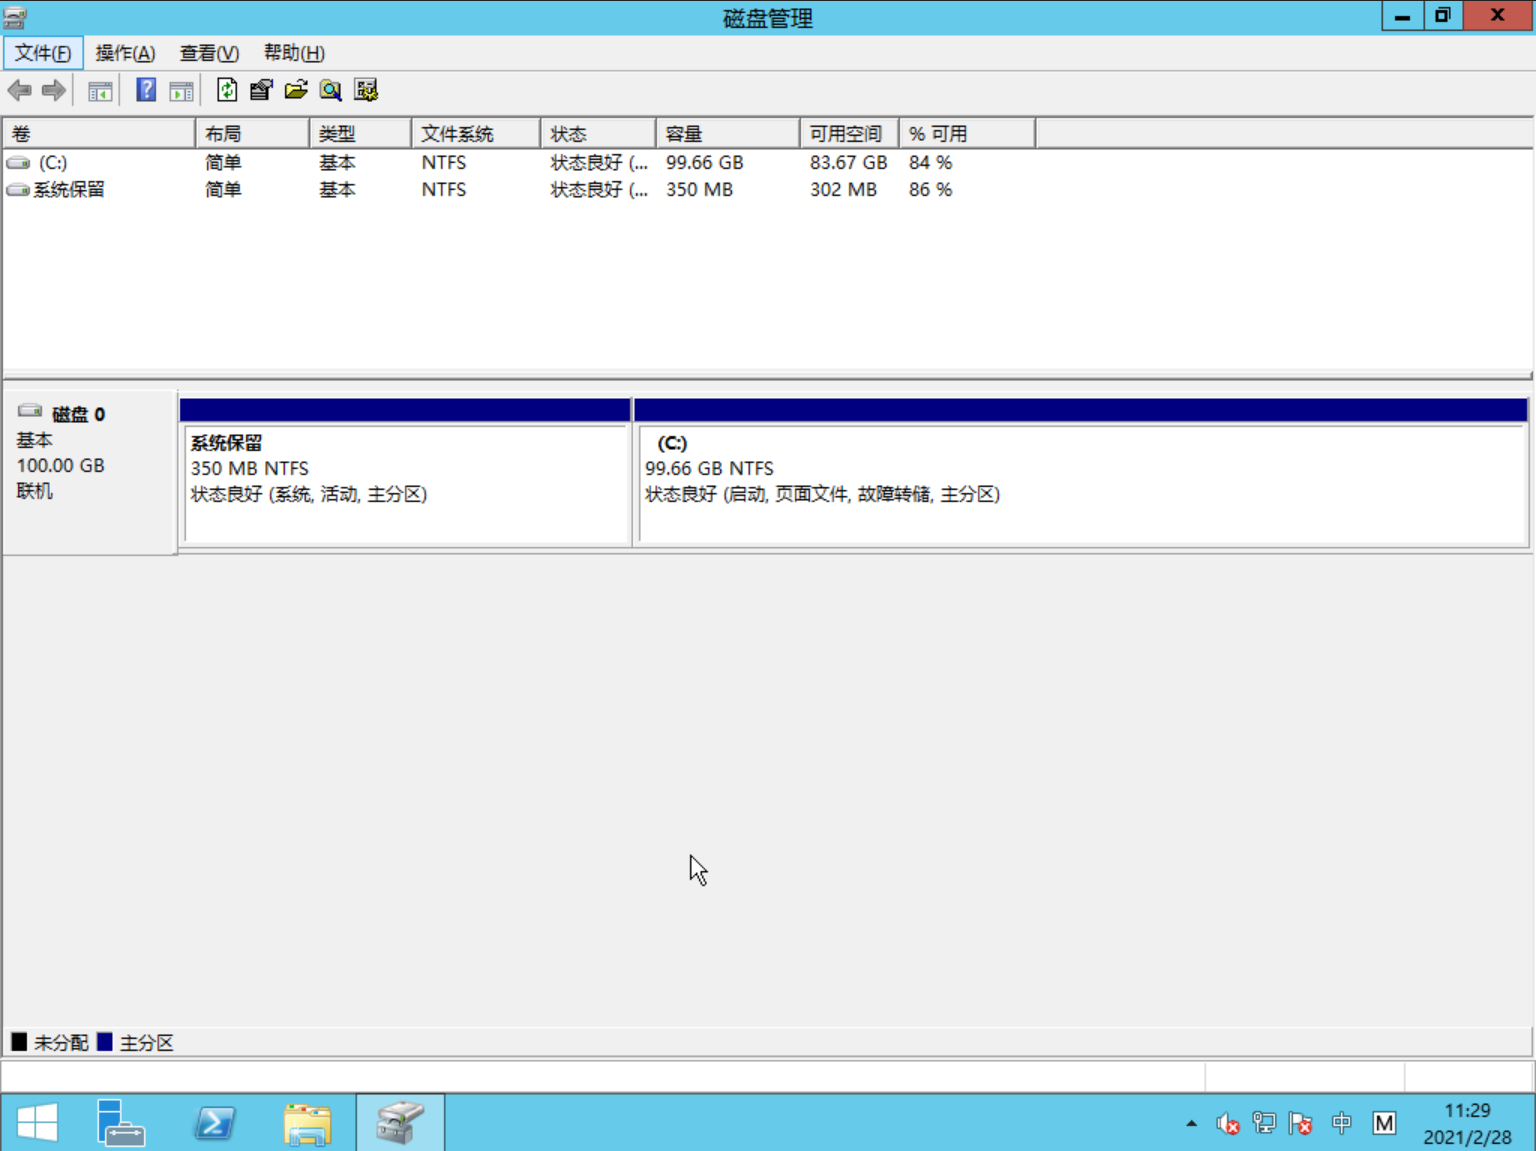 磁盘管理
文件(F) 操作(A) 查看(V) 帮助(H)
卷 布局 类型 文件系统 状态 容量 可用空间 % 可用
(C:) 简单 基本 NTFS 状态良好 (... 99.66 GB 83.67 GB 84 %
系统保留 简单 基本 NTFS 状态良好 (... 350 MB 302 MB 86 %
磁盘 0
基本
100.00 GB
联机
系统保留
350 MB NTFS
状态良好 (系统, 活动, 主分区)
(C:)
99.66 GB NTFS
状态良好 (启动, 页面文件, 故障转储, 主分区)
未分配 主分区
中 M
11:29
2021/2/28